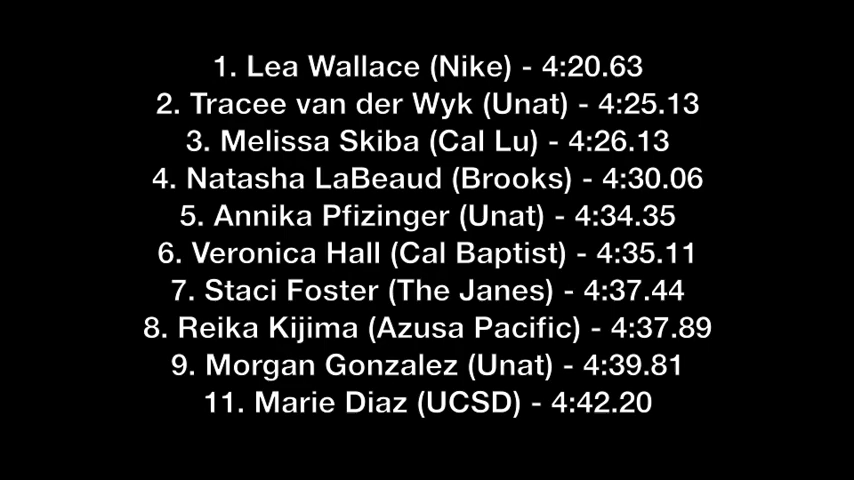 1. Lea Wallace (Nike) - 4:20.63
2. Tracee van der Wyk (Unat) - 4:25.13
3. Melissa Skiba (Cal Lu) - 4:26.13
4. Natasha LaBeaud (Brooks) - 4:30.06
5. Annika Pfizinger (Unat) - 4:34.35
6. Veronica Hall (Cal Baptist) - 4:35.11
7. Staci Foster (The Janes) - 4:37.44
8. Reika Kijima (Azusa Pacific) - 4:37.89
9. Morgan Gonzalez (Unat) - 4:39.81
11. Marie Diaz (UCSD) - 4:42.20